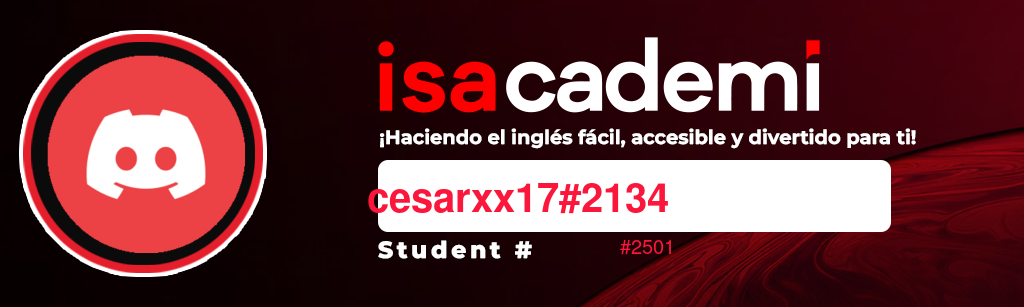 isacademi
¡Haciendo el inglés fácil, accesible y divertido para ti!
cesarxx17#2134
Student # #2501